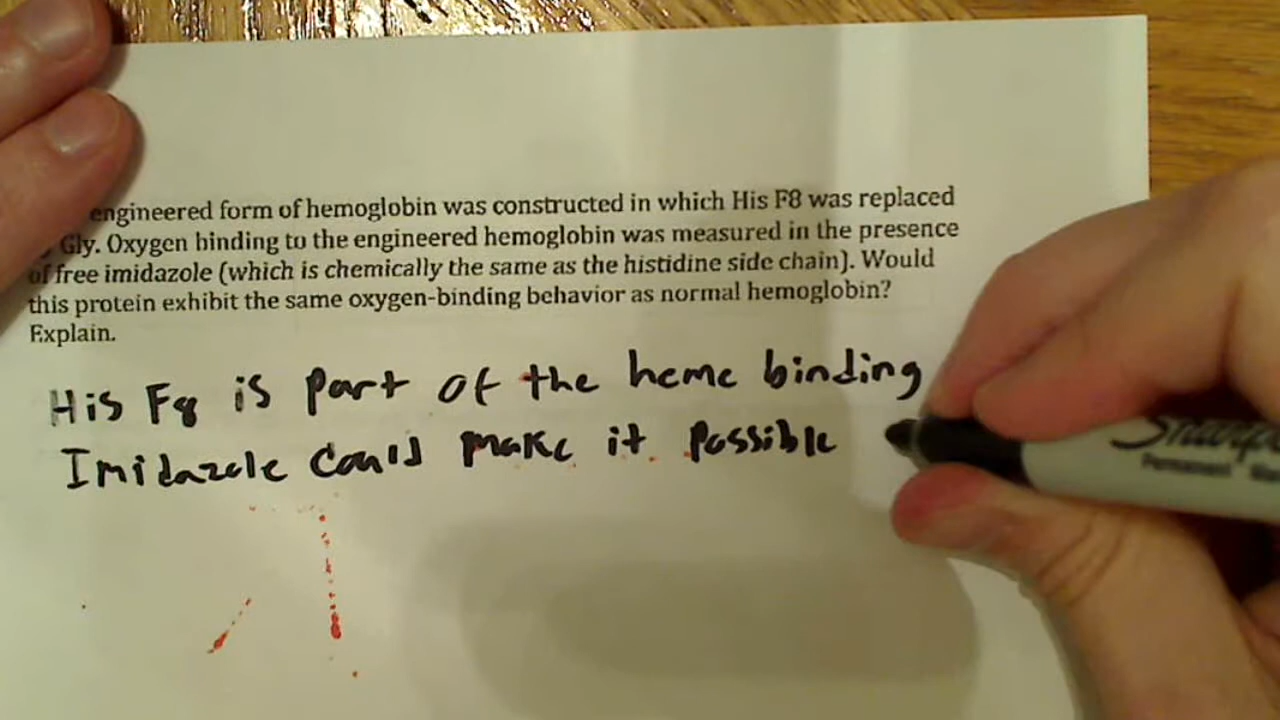 engineered form of hemoglobin was constructed in which His F8 was replaced
Gly. Oxygen binding to the engineered hemoglobin was measured in the presence
of free imidazole (which is chemically the same as the histidine side chain). Would
this protein exhibit the same oxygen-binding behavior as normal hemoglobin?
Explain.
His F8 is part of the heme binding
Imidazole could make it possible
Sharpie
Permanent